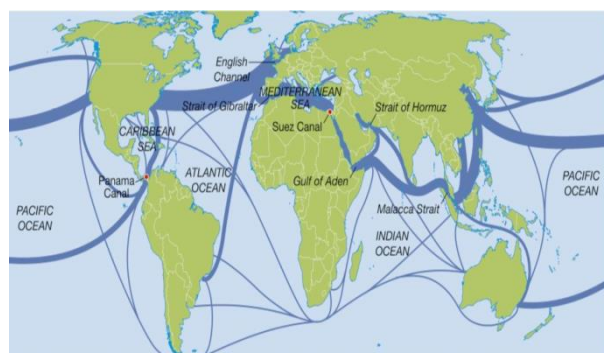 English
Channel
MEDITERRANEAN
SEA
Strait of Gibraltar
Strait of Hormuz
Suez Canal
CARIBBEAN
SEA
Gulf of Aden
Panama
Canal
ATLANTIC
OCEAN
PACIFIC
OCEAN
Malacca Strait
INDIAN
OCEAN
PACIFIC
OCEAN